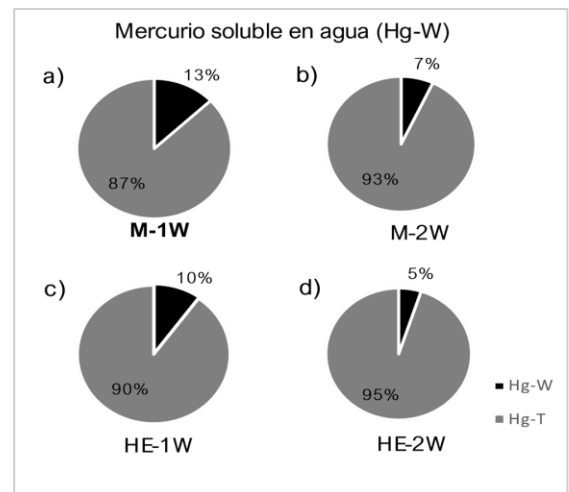 Mercurio soluble en agua (Hg-W)
a)
13%
87%
M-1W
b)
7%
93%
M-2W
c)
10%
90%
HE-1W
d)
5%
95%
HE-2W
Hg-W
Hg-T